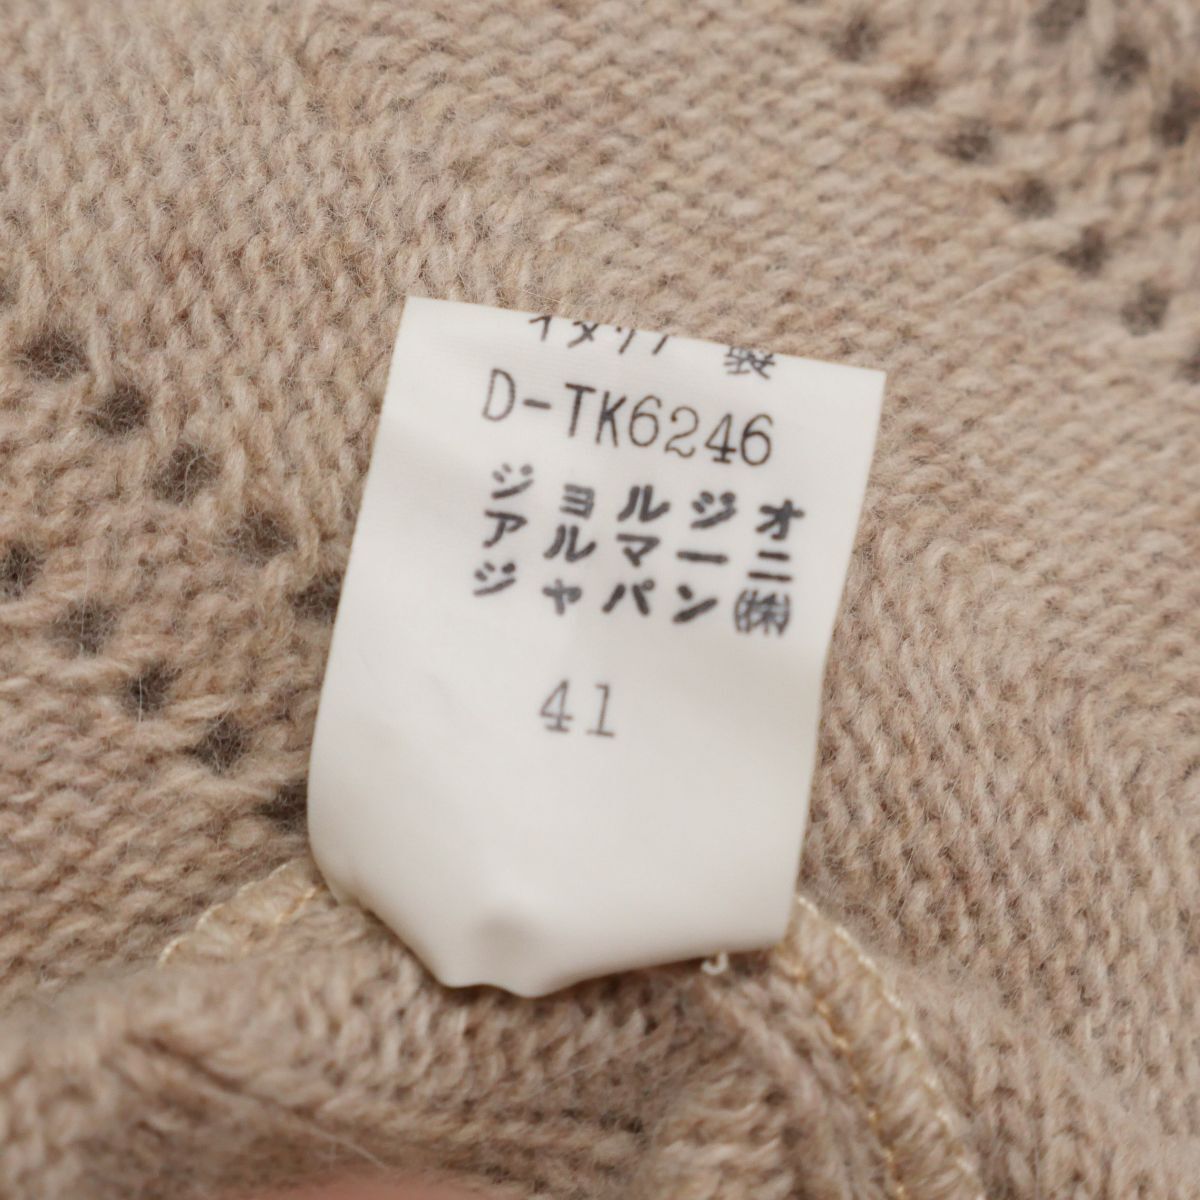 イタリア 製
D-TK6246
ジョルジオ
アルマーニ
ジャパン㈱
41